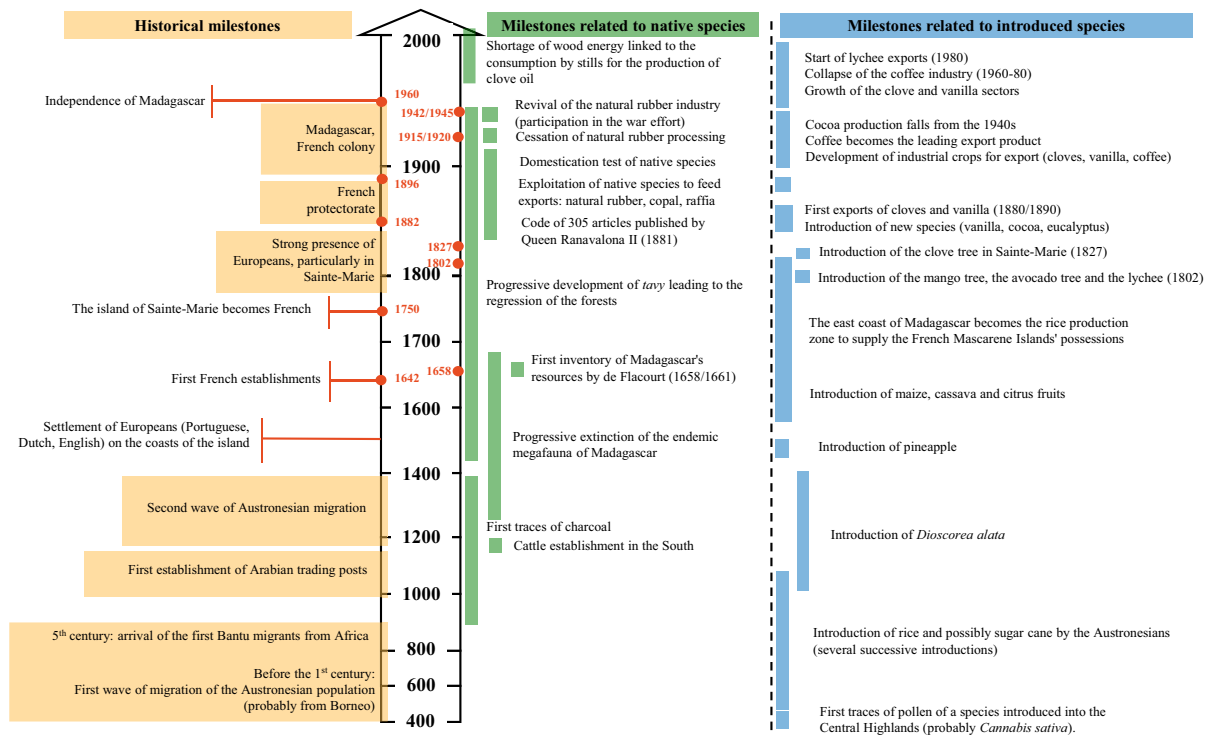 Historical milestones
Independence of Madagascar
Madagascar,
French colony
French
protectorate
Strong presence of
Europeans, particularly in
Sainte-Marie
The island of Sainte-Marie becomes French
First French establishments
Settlement of Europeans (Portuguese,
Dutch, English) on the coasts of the island
Second wave of Austronesian migration
First establishment of Arabian trading posts
5th century: arrival of the first Bantu migrants from Africa
Before the 1st century:
First wave of migration of the Austronesian population
(probably from Borneo)
2000
1960
1942/1945
1915/1920
1900
1896
1882
1827
1802
1800
1750
1700
1658
1642
1600
1400
1200
1000
800
600
400
Milestones related to native species
Shortage of wood energy linked to the
consumption by stills for the production of
clove oil
Revival of the natural rubber industry
(participation in the war effort)
Cessation of natural rubber processing
Domestication test of native species
Exploitation of native species to feed
exports: natural rubber, copal, raffia
Code of 305 articles published by
Queen Ranavalona II (1881)
Progressive development of tavy leading to the
regression of the forests
First inventory of Madagascar's
resources by de Flacourt (1658/1661)
Progressive extinction of the endemic
megafauna of Madagascar
First traces of charcoal
Cattle establishment in the South
Milestones related to introduced species
Start of lychee exports (1980)
Collapse of the coffee industry (1960-80)
Growth of the clove and vanilla sectors
Cocoa production falls from the 1940s
Coffee becomes the leading export product
Development of industrial crops for export (cloves, vanilla, coffee)
First exports of cloves and vanilla (1880/1890)
Introduction of new species (vanilla, cocoa, eucalyptus)
Introduction of the clove tree in Sainte-Marie (1827)
Introduction of the mango tree, the avocado tree and the lychee (1802)
The east coast of Madagascar becomes the rice production
zone to supply the French Mascarene Islands' possessions
Introduction of maize, cassava and citrus fruits
Introduction of pineapple
Introduction of Dioscorea alata
Introduction of rice and possibly sugar cane by the Austronesians
(several successive introductions)
First traces of pollen of a species introduced into the
Central Highlands (probably Cannabis sativa).